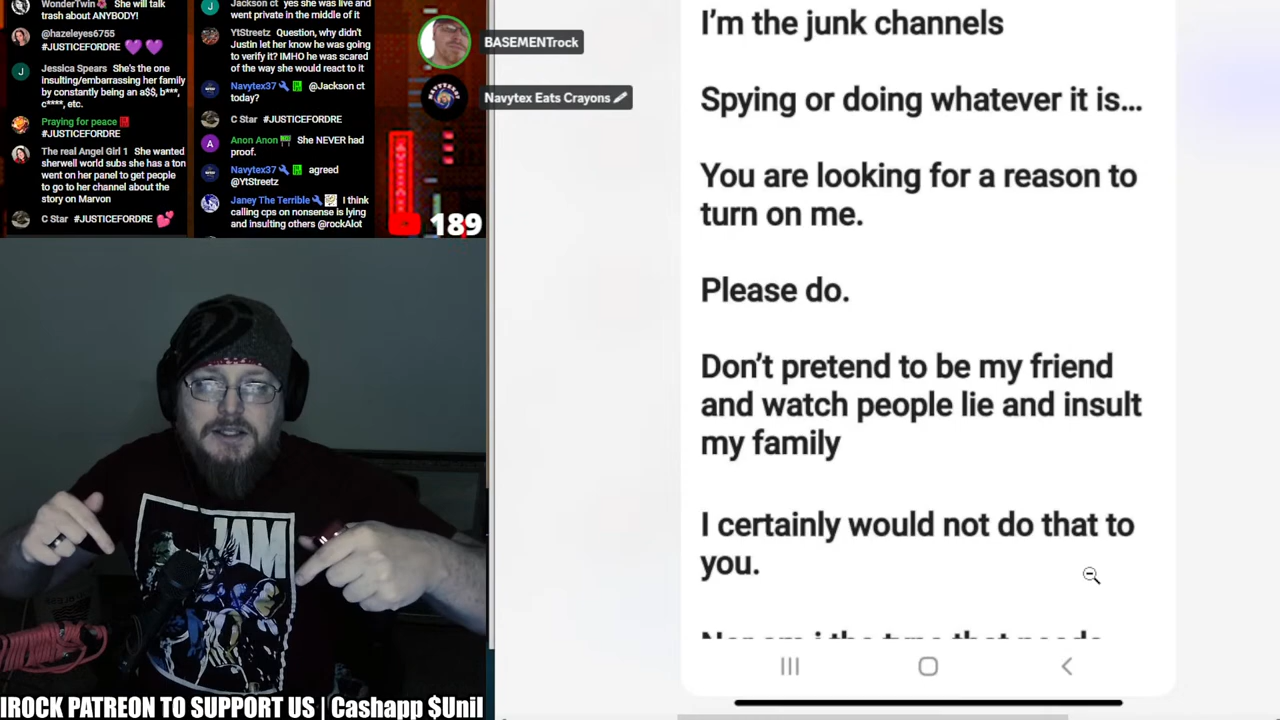 WonderTwin She will talk
trash about ANYBODY!
@hazeleyes6755
#JUSTICEFORDRE
Jessica Spears She's the one
insulting/embarrassing her family
by constantly being an a$$, b***,
c****, etc.
Praying for peace
#JUSTICEFORDRE
The real Angel Girl 1 She wanted
sherwell world subs she has a ton
went on her panel to get people
to go to her channel about the
story on Marvon
C Star #JUSTICEFORDRE
Jackson ct yes she was live and
went private in the middle of it
YtStreetz Question, why didn't
Justin let her know he was going
to verify it? IMHO he was scared
of the way she would react to it
Navytex37 @Jackson ct
today?
C Star #JUSTICEFORDRE
Anon Anon She NEVER had
proof.
Navytex37 agreed
@YtStreetz
Janey The Terrible I think
calling cps on nonsense is lying
and insulting others @rockAlot
189
BASEMENTrock
Navytex Eats Crayons
I'm the junk channels
Spying or doing whatever it is...
You are looking for a reason to
turn on me.
Please do.
Don't pretend to be my friend
and watch people lie and insult
my family
I certainly would not do that to
you.
Nor am i the type that needs
JAM
IROCK PATREON TO SUPPORT US | Cashapp $Unil